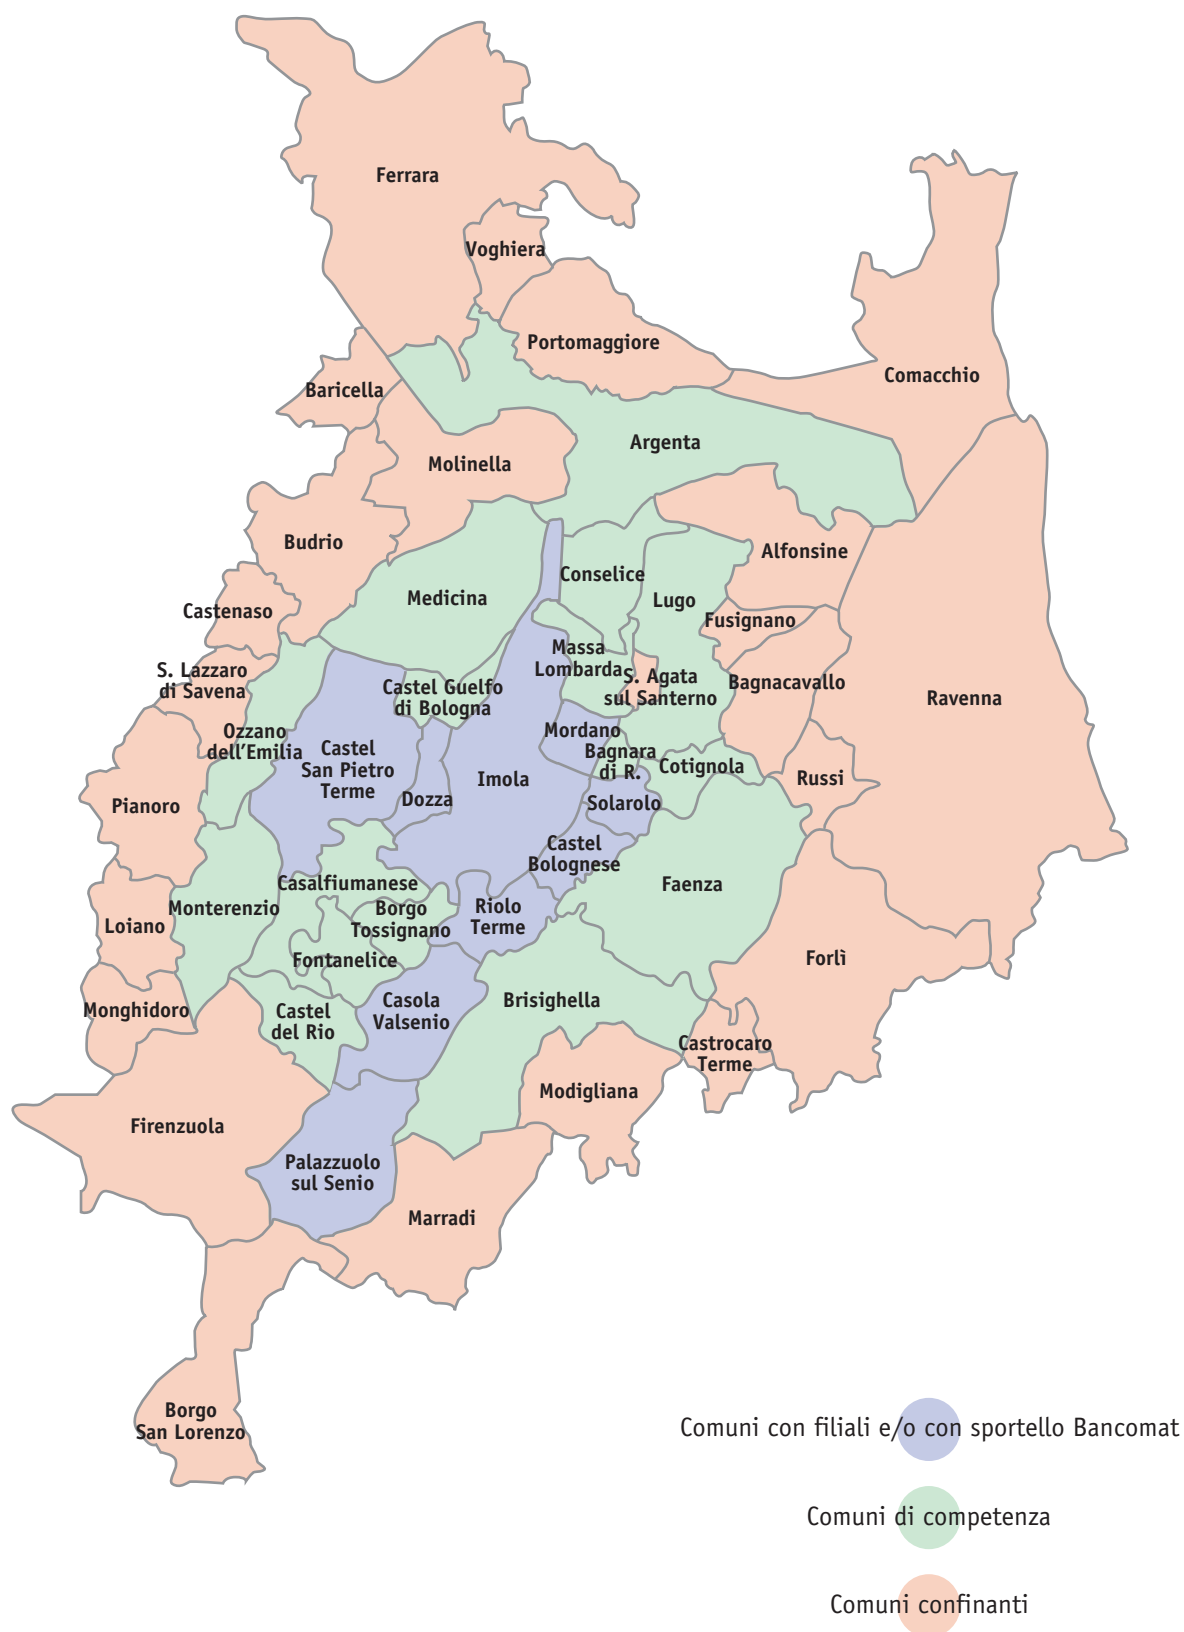 Ferrara
Voghiera
Portomaggiore
Comacchio
Baricella
Argenta
Molinella
Budrio
Alfonsine
Conselice
Medicina
Lugo
Castenaso
Fusignano
Massa
Lombarda
S. Lazzaro
di Savena
S. Agata
sul Santerno
Bagnacavallo
Castel Guelfo
di Bologna
Ravenna
Ozzano
dell'Emilia
Mordano
Castel
San Pietro
Terme
Bagnara
di R.
Cotignola
Imola
Russi
Dozza
Solarolo
Pianoro
Castel
Bolognese
Casalfiumanese
Faenza
Monterenzio
Borgo
Tossignano
Riolo
Terme
Loiano
Fontanelice
Forlì
Monghidoro
Castel
del Rio
Casola
Valsenio
Brisighella
Castrocaro
Terme
Modigliana
Firenzuola
Palazzuolo
sul Senio
Marradi
Borgo
San Lorenzo
Comuni con filiali e/o con sportello Bancomat
Comuni di competenza
Comuni confinanti